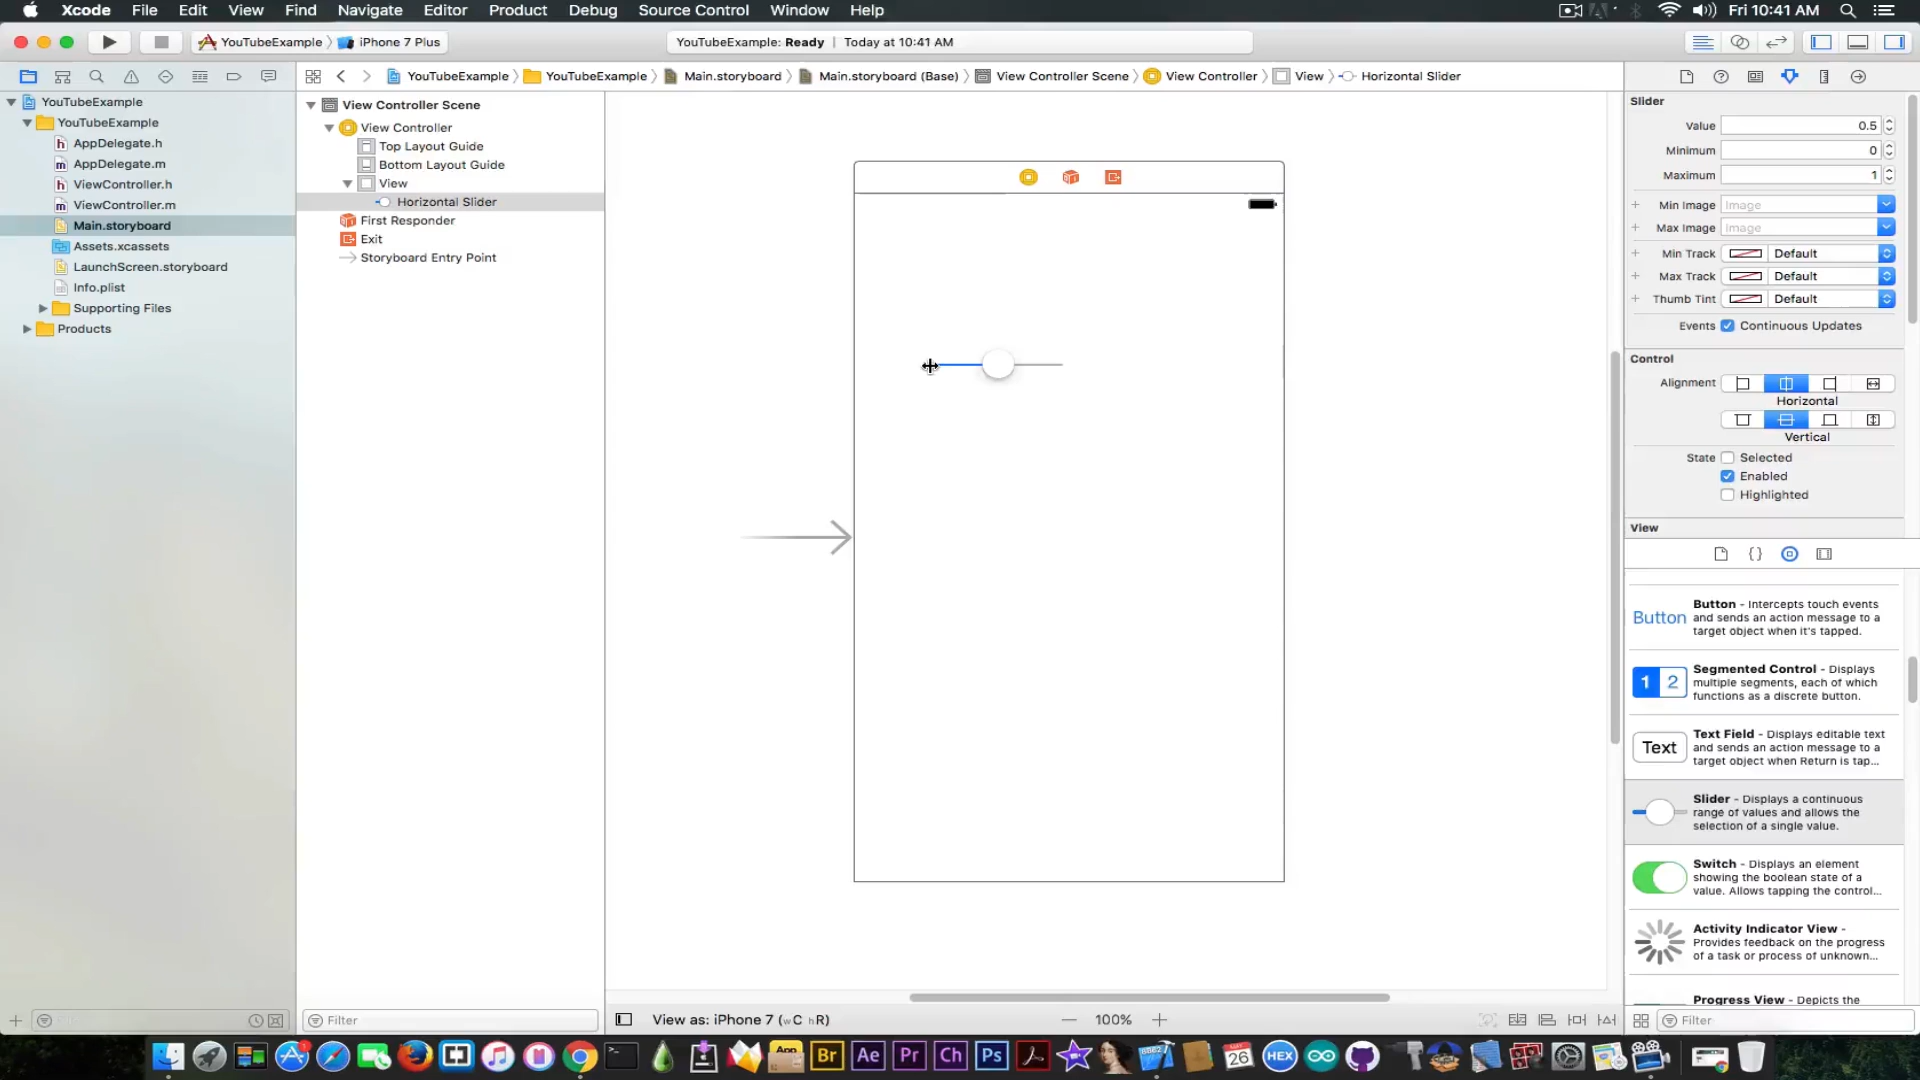 Xcode File Edit View Find Navigate Editor Product Debug Source Control Window Help Fri 10:41 AM
YouTubeExample iPhone 7 Plus YouTubeExample: Ready Today at 10:41 AM
YouTubeExample YouTubeExample Main.storyboard Main.storyboard (Base) View Controller Scene View Controller View Horizontal Slider
YouTubeExample
YouTubeExample
AppDelegate.h
AppDelegate.m
ViewController.h
ViewController.m
Main.storyboard
Assets.xcassets
LaunchScreen.storyboard
Info.plist
Supporting Files
Products
View Controller Scene
View Controller
Top Layout Guide
Bottom Layout Guide
View
Horizontal Slider
First Responder
Exit
Storyboard Entry Point
Filter
View as: iPhone 7 (wC hR)
100%
Slider
Value 0.5
Minimum 0
Maximum 1
Min Image Image
Max Image Image
Min Track Default
Max Track Default
Thumb Tint Default
Events Continuous Updates
Control
Alignment
Horizontal
Vertical
State Selected
Enabled
Highlighted
View
Button
Button - Intercepts touch events
and sends an action message to a
target object when it's tapped.
1 2
Segmented Control - Displays
multiple segments, each of which
functions as a discrete button.
Text
Text Field - Displays editable text
and sends an action message to a
target object when Return is tap...
Slider - Displays a continuous
range of values and allows the
selection of a single value.
Switch - Displays an element
showing the boolean state of a
value. Allows tapping the control...
Activity Indicator View -
Provides feedback on the progress
of a task or process of unknown...
Progress View - Depicts the
Filter
App Br Ae Pr Ch Ps 26 HEX